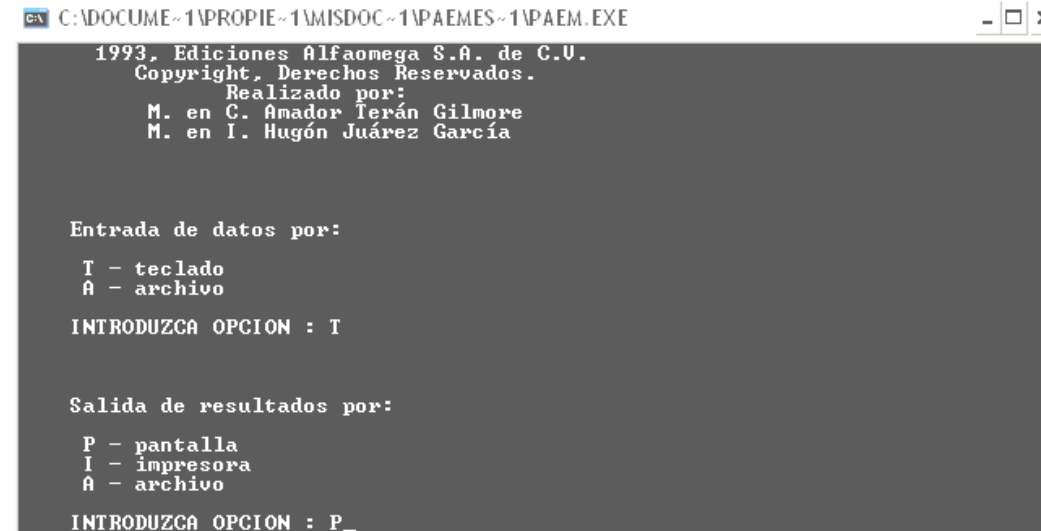 C:\DOCUME~1\PROPIE~1\MISDOC~1\PAEMES~1\PAEM.EXE
1993, Ediciones Alfaomega S.A. de C.V.
Copyright, Derechos Reservados.
Realizado por:
M. en C. Amador Terán Gilmore
M. en I. Hugón Juárez García
Entrada de datos por:
T - teclado
A - archivo
INTRODUZCA OPCION : T
Salida de resultados por:
P - pantalla
I - impresora
A - archivo
INTRODUZCA OPCION : P_